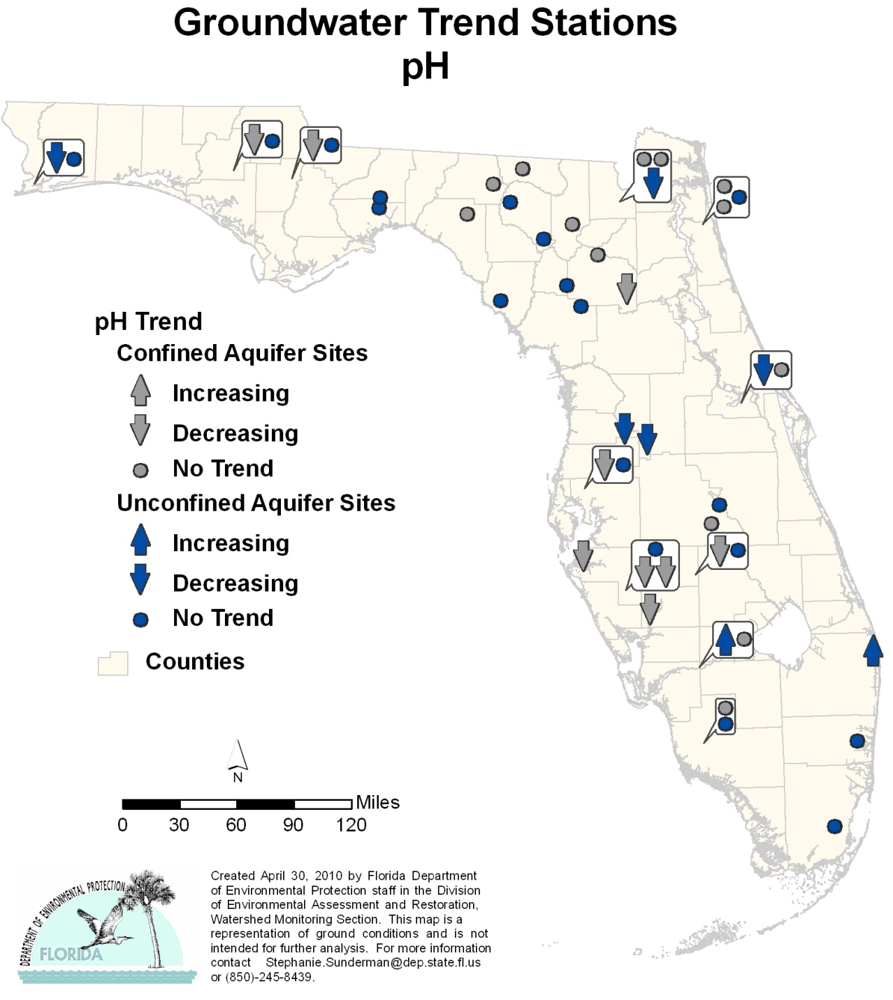 Groundwater Trend Stations
pH
pH Trend
Confined Aquifer Sites
Increasing
Decreasing
No Trend
Unconfined Aquifer Sites
Increasing
Decreasing
No Trend
Counties
N
Miles
0 30 60 90 120
DEPARTMENT OF ENVIRONMENTAL PROTECTION
FLORIDA
Created April 30, 2010 by Florida Department
of Environmental Protection staff in the Division
of Environmental Assessment and Restoration,
Watershed Monitoring Section. This map is a
representation of ground conditions and is not
intended for further analysis. For more information
contact Stephanie.Sunderman@dep.state.fl.us
or (850)-245-8439.